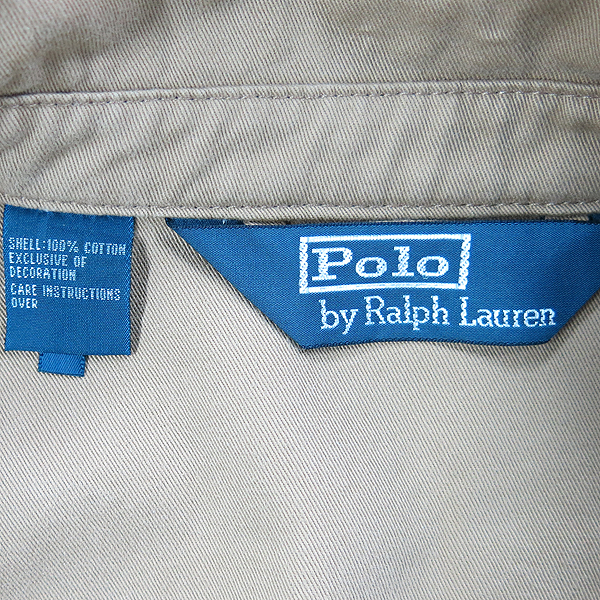 SHELL:100% COTTON
EXCLUSIVE OF
DECORATION
CARE INSTRUCTIONS
OVER
Polo
by Ralph Lauren